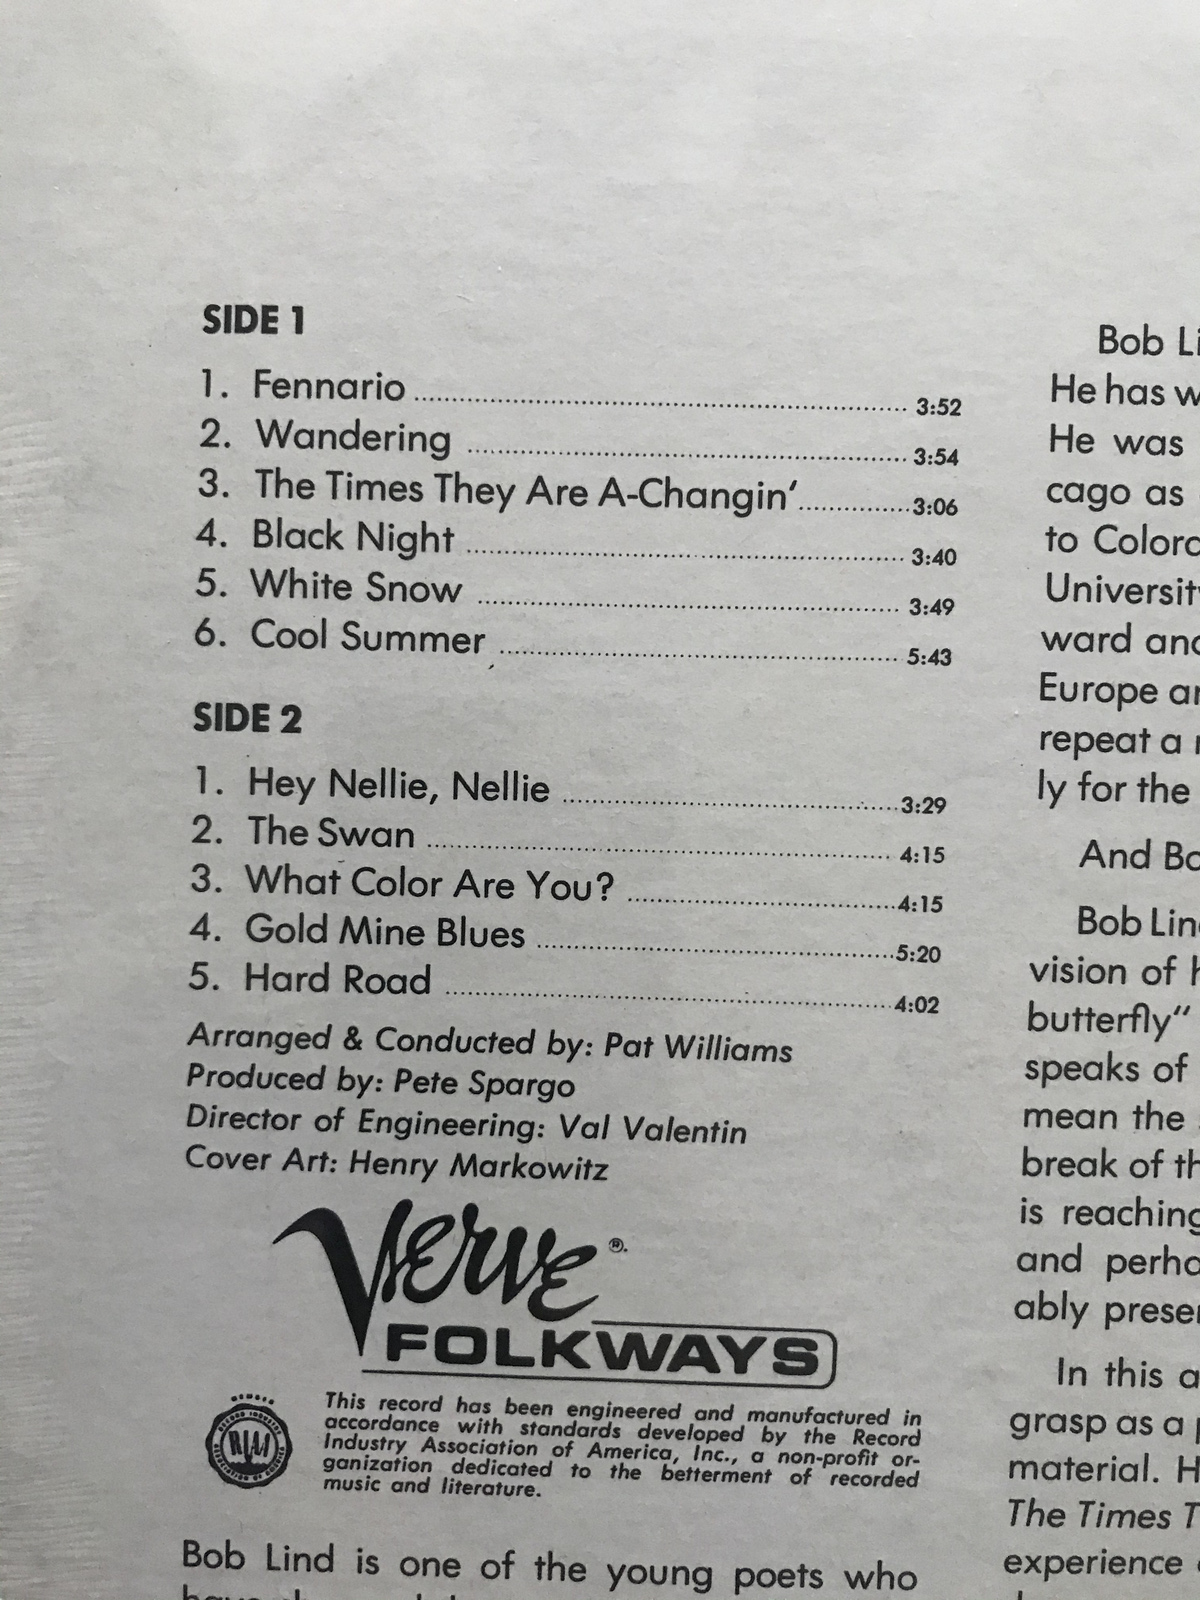 SIDE 1
1. Fennario 3:52
2. Wandering 3:54
3. The Times They Are A-Changin' 3:06
4. Black Night 3:40
5. White Snow 3:49
6. Cool Summer 5:43
SIDE 2
1. Hey Nellie, Nellie 3:29
2. The Swan 4:15
3. What Color Are You? 4:15
4. Gold Mine Blues 5:20
5. Hard Road 4:02
Arranged & Conducted by: Pat Williams
Produced by: Pete Spargo
Director of Engineering: Val Valentin
Cover Art: Henry Markowitz
Verve ®.
FOLKWAYS
This record has been engineered and manufactured in
accordance with standards developed by the Record
Industry Association of America, Inc., a non-profit or-
ganization dedicated to the betterment of recorded
music and literature.
Bob Lind is one of the young poets who
Bob
He has
He was
cago as
to
ward
Europe
repeat a
ly for the
And
Bob
vision of
butterfly"
speaks of
mean the
break of
is reaching
and
ably
In this
grasp as a
material.
The Times
experience